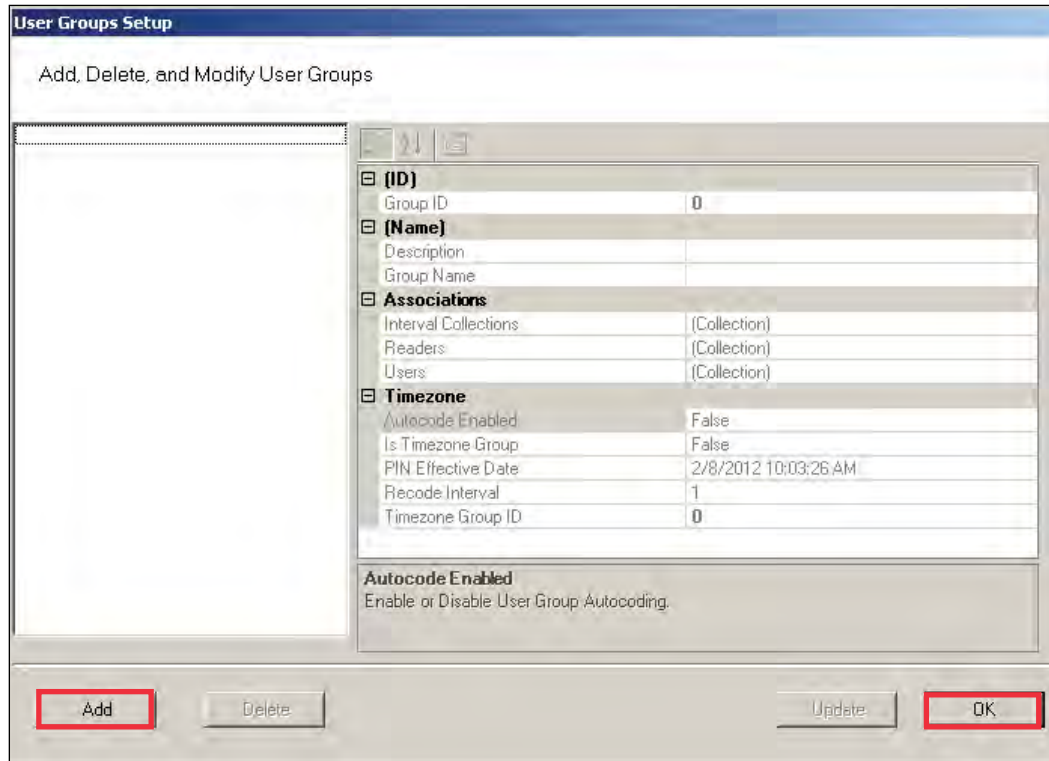 User Groups Setup
Add, Delete, and Modify User Groups
(ID)
Group ID 0
(Name)
Description
Group Name
Associations
Interval Collections (Collection)
Readers (Collection)
Users (Collection)
Timezone
Autocode Enabled False
Is Timezone Group False
PIN Effective Date 2/8/2012 10:03:26 AM
Recode Interval 1
Timezone Group ID 0
Autocode Enabled
Enable or Disable User Group Autocoding.
Add Delete Update OK